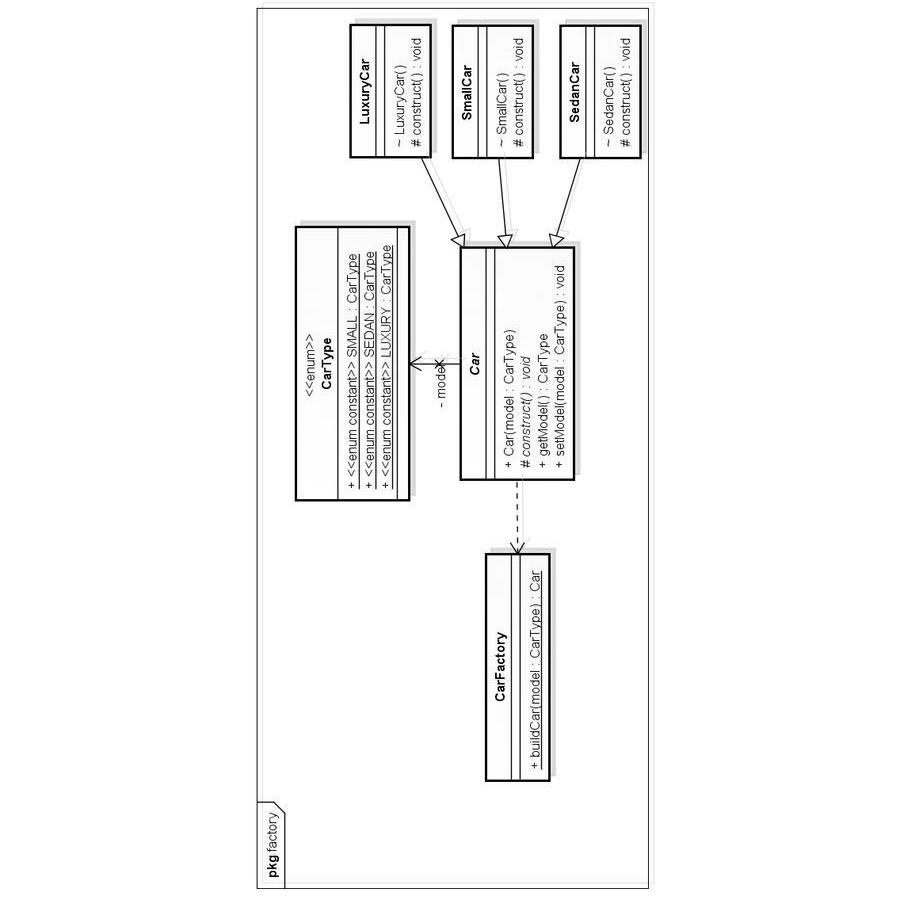 pkg factory
<<enum>>
CarType
+ <<enum constant>> SMALL : CarType
+ <<enum constant>> SEDAN : CarType
+ <<enum constant>> LUXURY : CarType
LuxuryCar
~ LuxuryCar()
# construct() : void
- model
CarFactory
+ buildCar(model : CarType) : Car
Car
+ Car(model : CarType)
# construct() : void
+ getModel() : CarType
+ setModel(model : CarType) : void
SmallCar
~ SmallCar()
# construct() : void
SedanCar
~ SedanCar()
# construct() : void